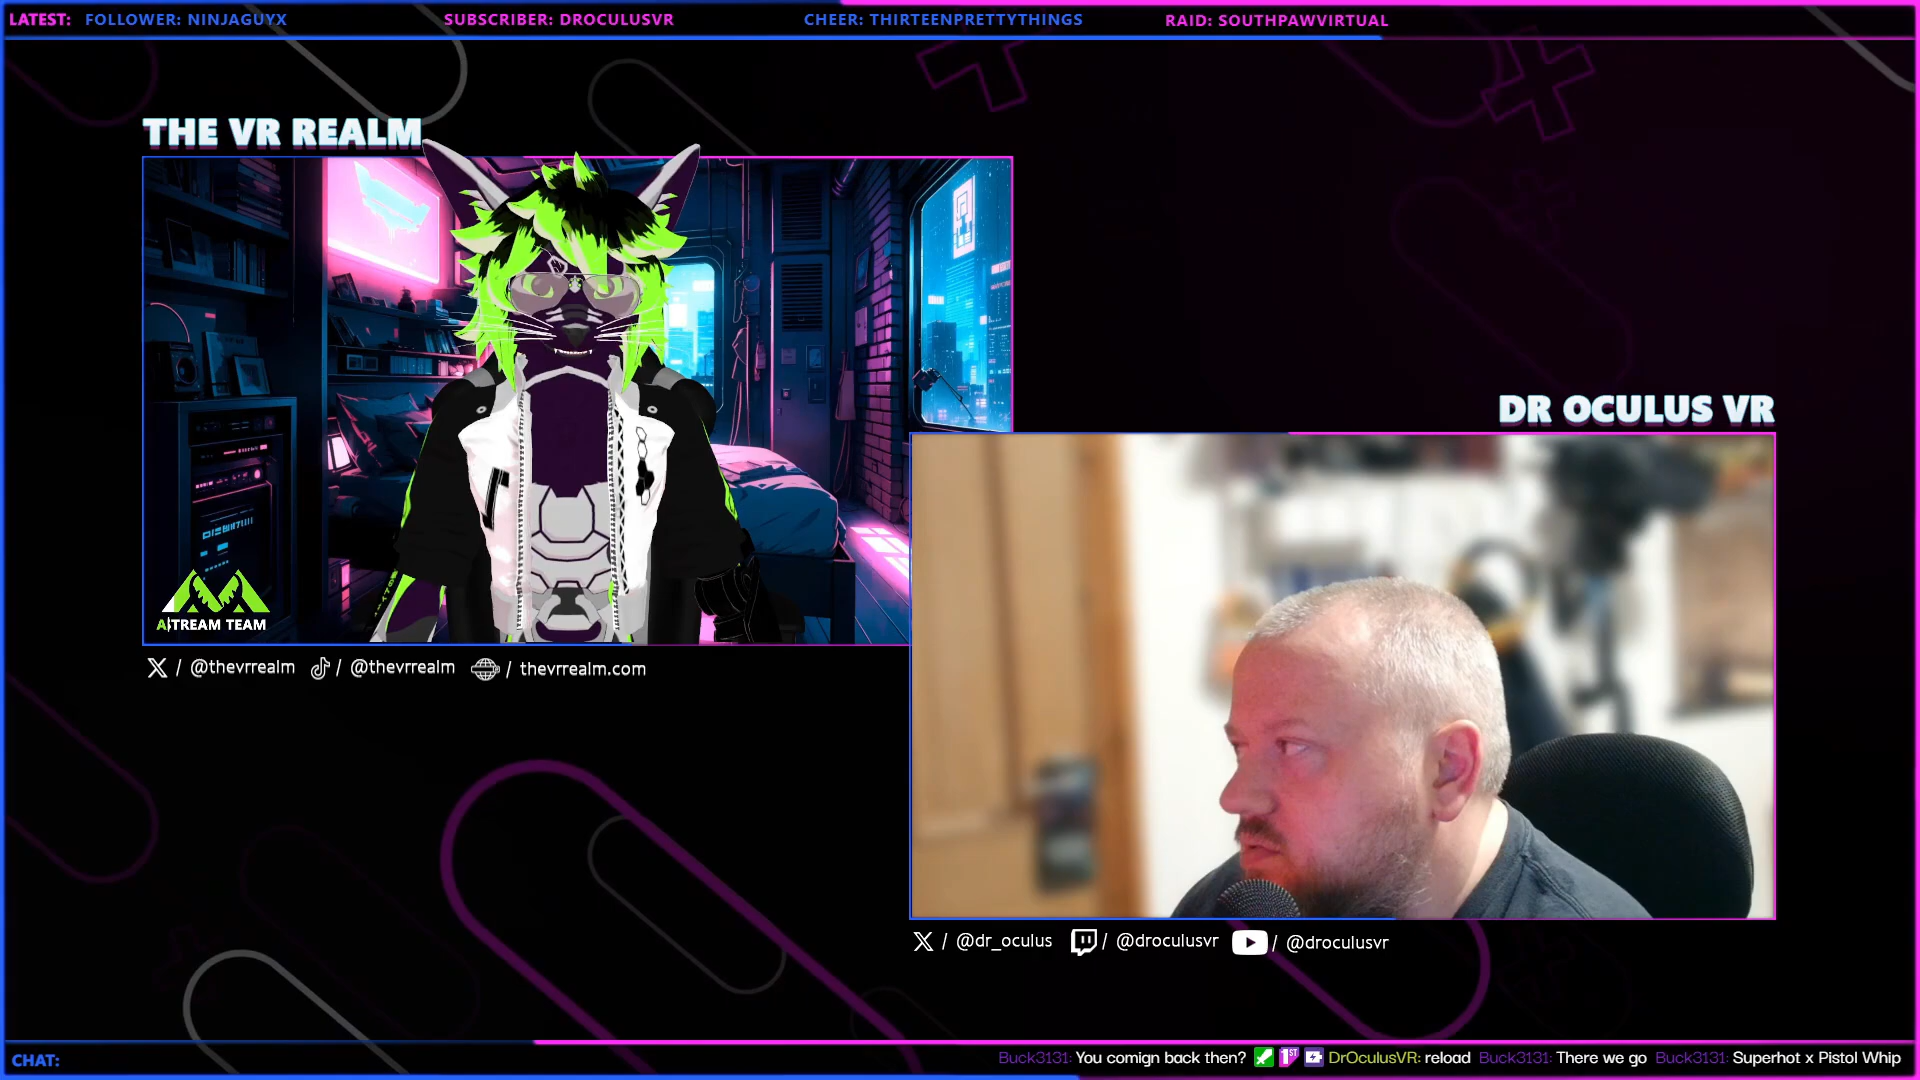 LATEST: FOLLOWER: NINJAGUYX SUBSCRIBER: DROCULUSVR CHEER: THIRTEENPRETTYTHINGS RAID: SOUTHPAWVIRTUAL
THE VR REALM
TREAM TEAM
/ @thevrrealm / @thevrrealm / thevrrealm.com
DR OCULUS VR
/ @dr_oculus / @droculusvr / @droculusvr
CHAT: Buck3131: You comign back then? 1ST DrOculusVR: reload Buck3131: There we go Buck3131: Superhot x Pistol Whip